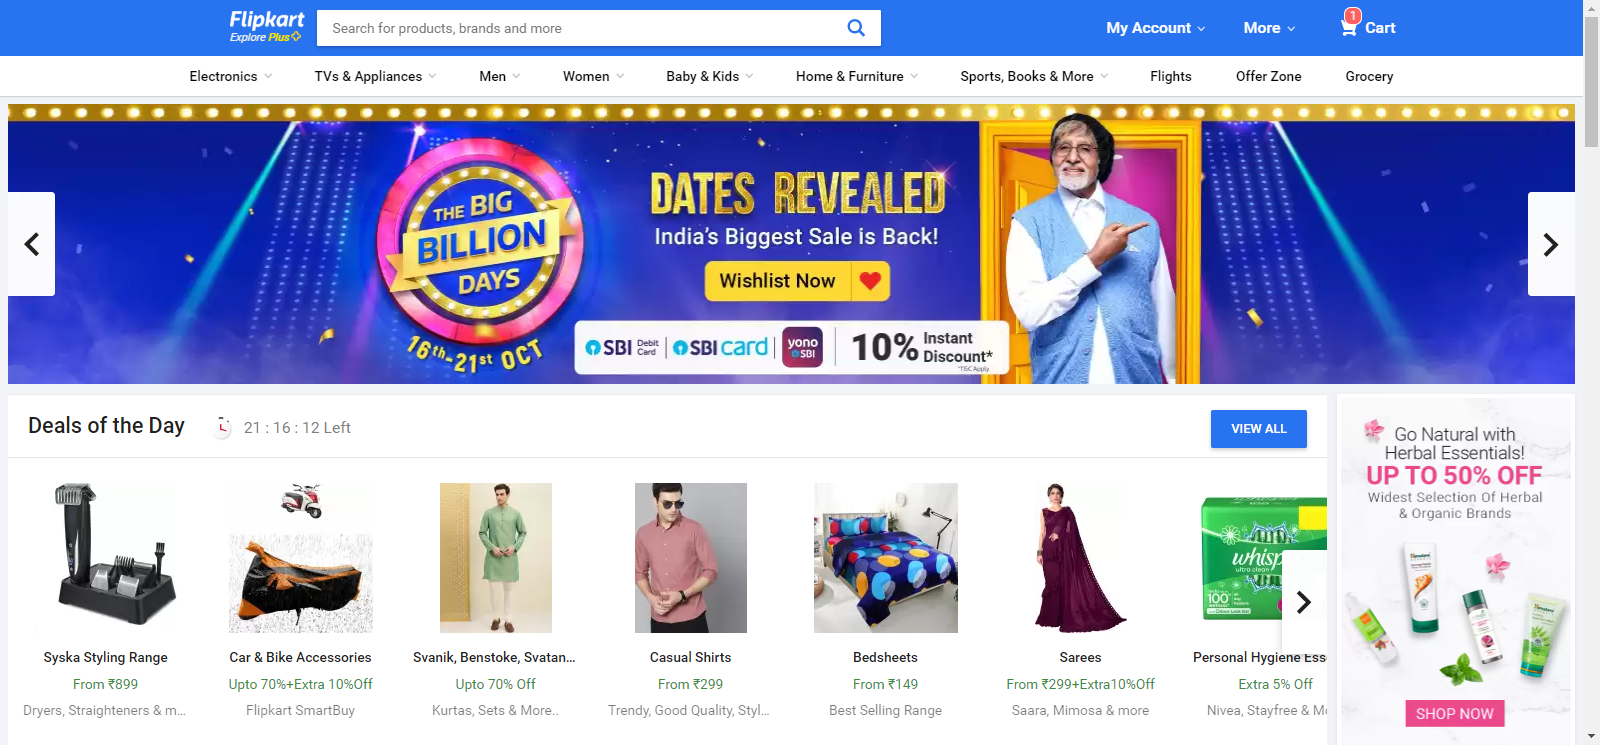 Flipkart
Explore Plus
Search for products, brands and more
My Account
More
1
Cart
Electronics
TVs & Appliances
Men
Women
Baby & Kids
Home & Furniture
Sports, Books & More
Flights
Offer Zone
Grocery
THE BIG
BILLION
DAYS
16th-21st OCT
DATES REVEALED
India's Biggest Sale is Back!
Wishlist Now
SBI Debit Card
SBI card
yono SBI
10% Instant Discount*
*T&C Apply
Deals of the Day
21 : 16 : 12 Left
VIEW ALL
Syska Styling Range
From ₹899
Dryers, Straighteners & m...
Car & Bike Accessories
Upto 70%+Extra 10%Off
Flipkart SmartBuy
Svanik, Benstoke, Svatan...
Upto 70% Off
Kurtas, Sets & More..
Casual Shirts
From ₹299
Trendy, Good Quality, Styl...
Bedsheets
From ₹149
Best Selling Range
Sarees
From ₹299+Extra10%Off
Saara, Mimosa & more
whisp
ultra clean
100%
Personal Hygiene Ess
Extra 5% Off
Nivea, Stayfree & Mo
Go Natural with
Herbal Essentials!
UP TO 50% OFF
Widest Selection Of Herbal
& Organic Brands
SHOP NOW